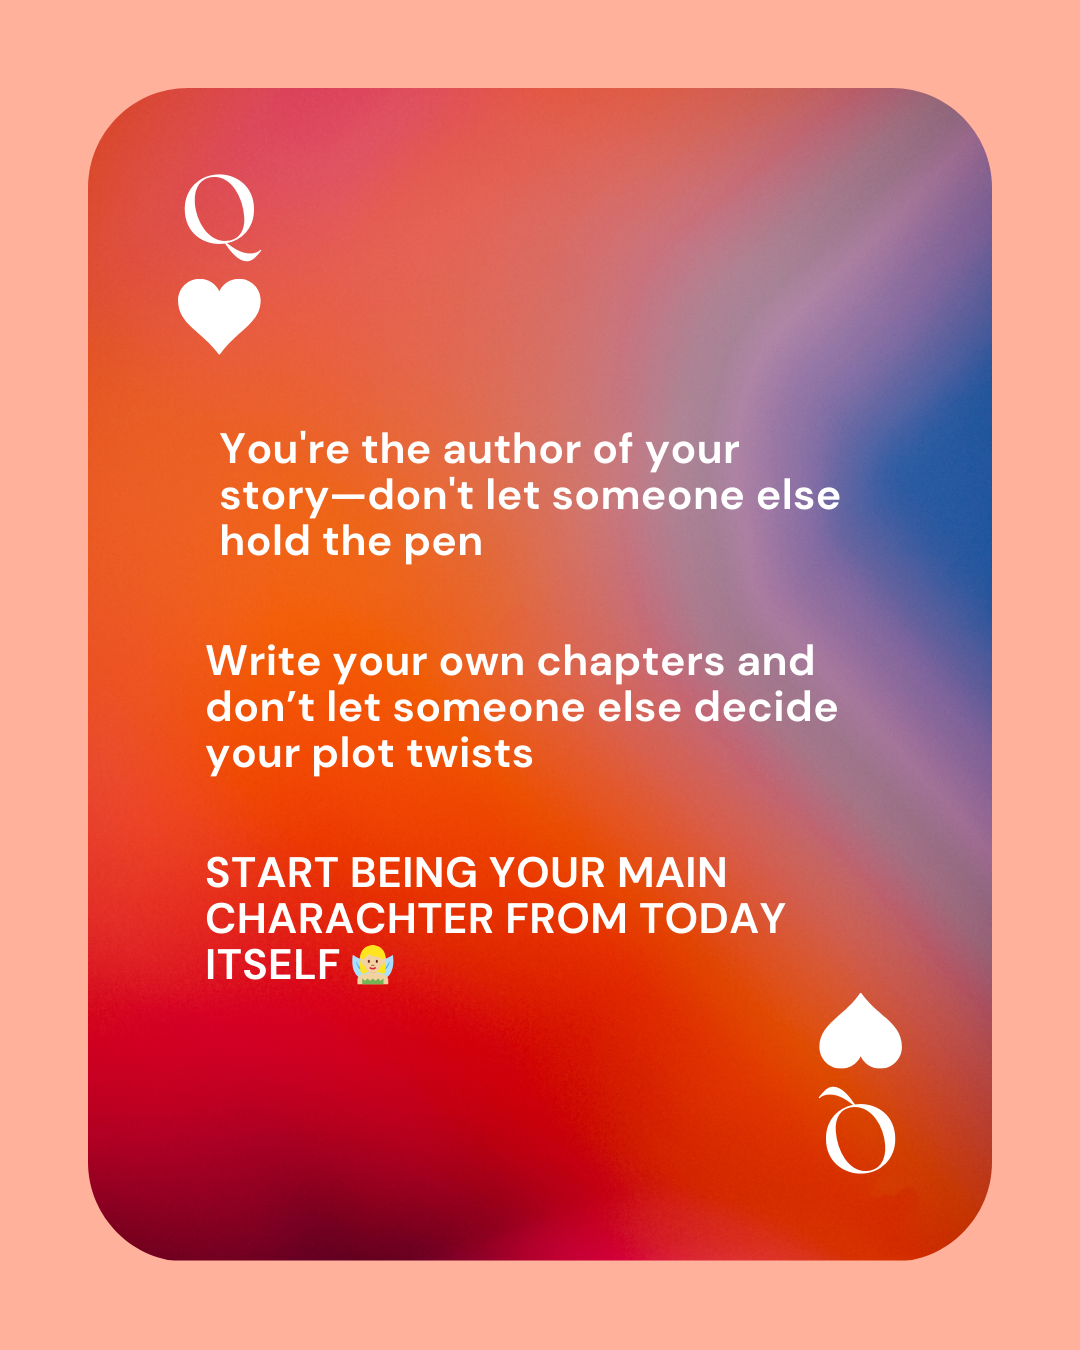 Q
You're the author of your
story—don't let someone else
hold the pen
Write your own chapters and
don’t let someone else decide
your plot twists
START BEING YOUR MAIN
CHARACHTER FROM TODAY
ITSELF 🧚🏼
Q